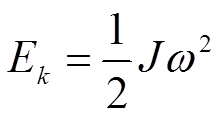 E_k = \frac{1}{2} J \omega^2